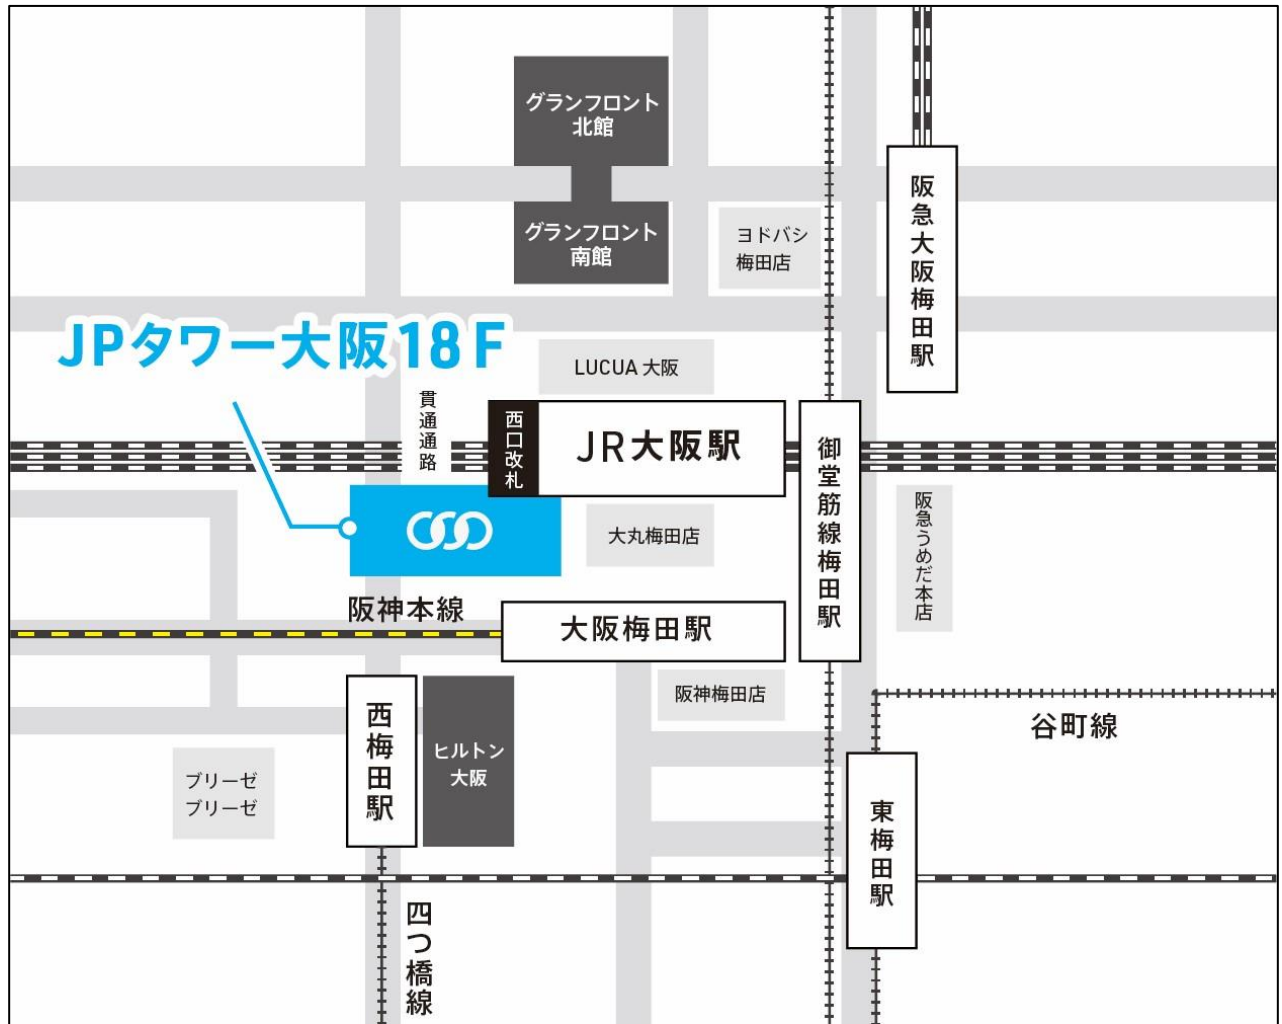 グランフロント
北館
グランフロント
南館
ヨドバシ
梅田店
阪急大阪梅田駅
JPタワー大阪18F
LUCUA 大阪
貫通通路
西口改札
JR大阪駅
御堂筋線梅田駅
大丸梅田店
阪急うめだ本店
阪神本線
大阪梅田駅
阪神梅田店
西梅田駅
ヒルトン
大阪
谷町線
ブリーゼ
ブリーゼ
東梅田駅
四つ橋線